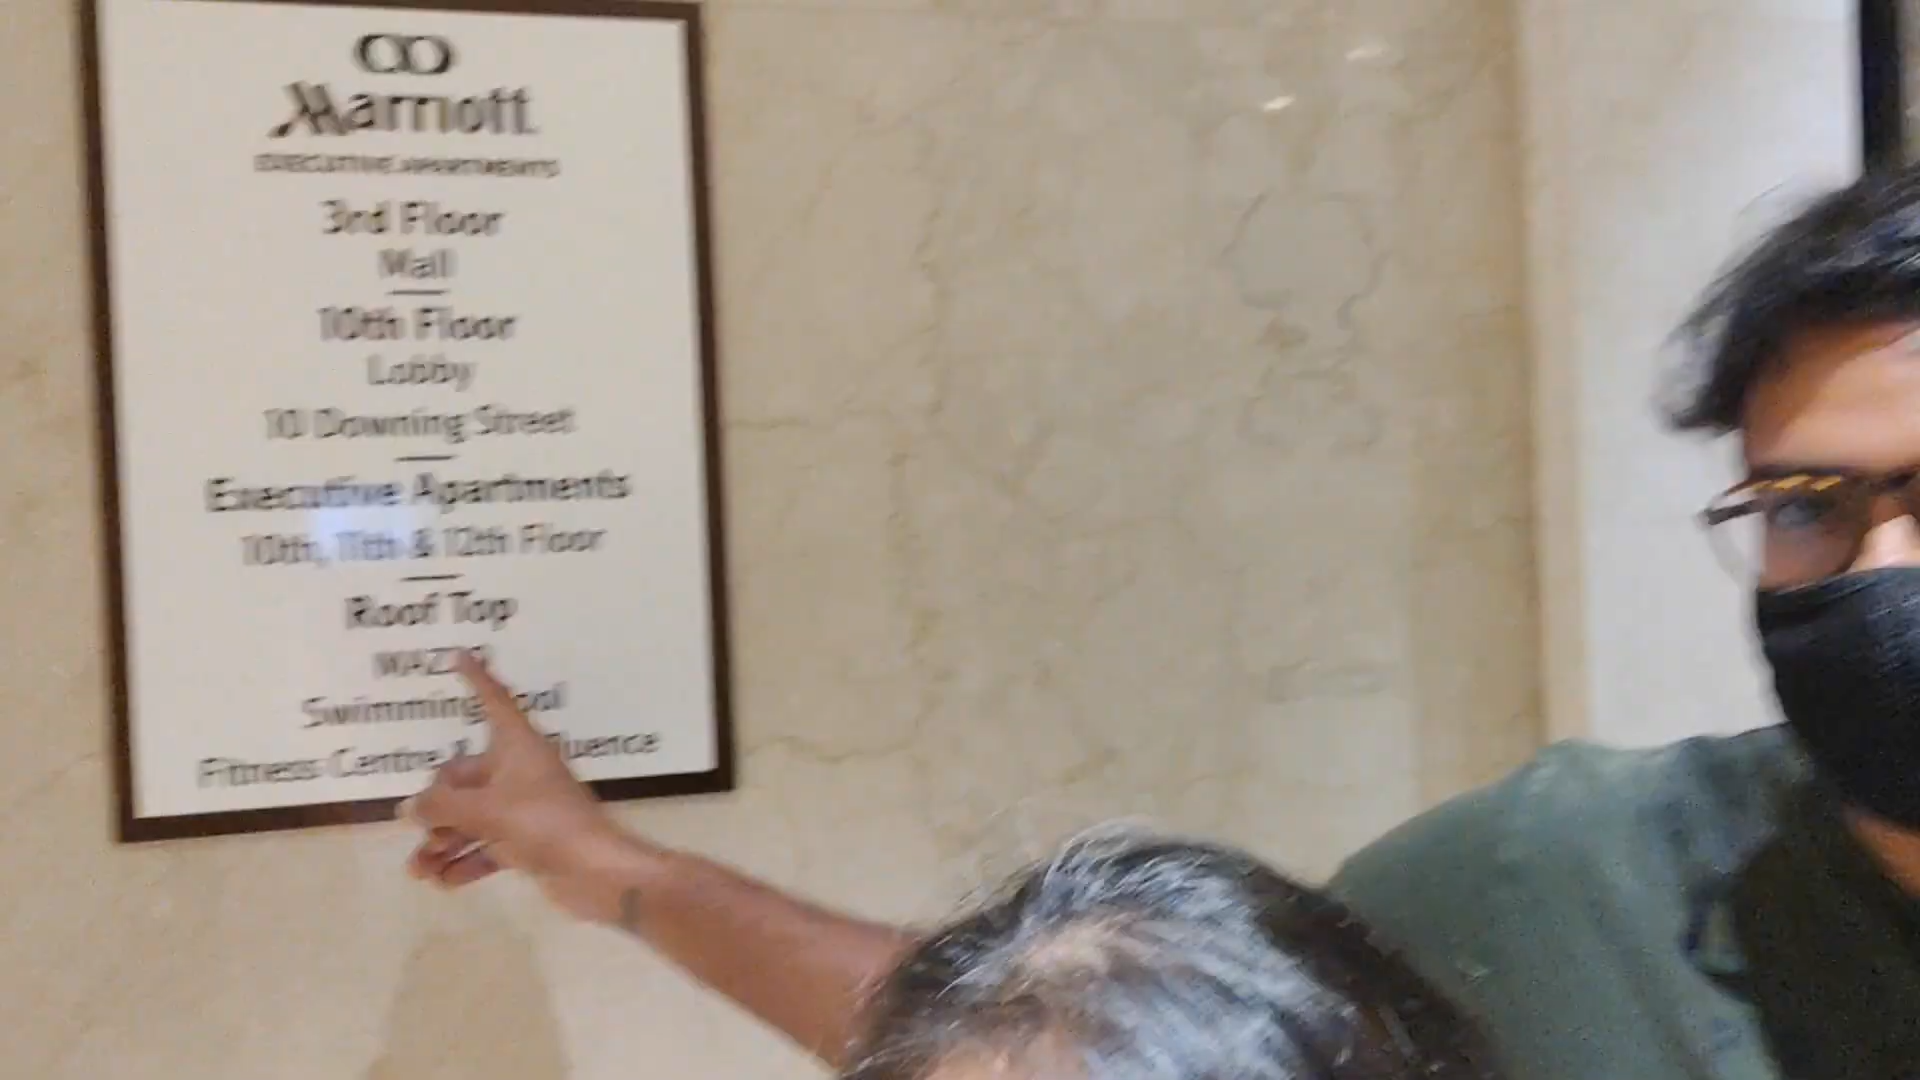 Marriott
EXECUTIVE APARTMENTS
3rd Floor
Mall
10th Floor
Lobby
10 Downing Street
Executive Apartments
10th, 11th & 12th Floor
Roof Top
Swimming
Fitness Centre &